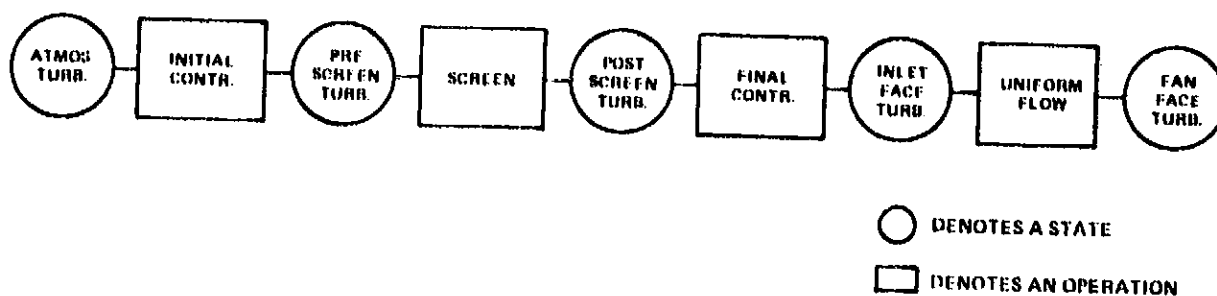 ATMOS
TURB.
INITIAL
CONTR.
PRE
SCREEN
TURB.
SCREEN
POST
SCREEN
TURB.
FINAL
CONTR.
INLET
FACE
TURB.
UNIFORM
FLOW
FAN
FACE
TURB.
DENOTES A STATE
DENOTES AN OPERATION